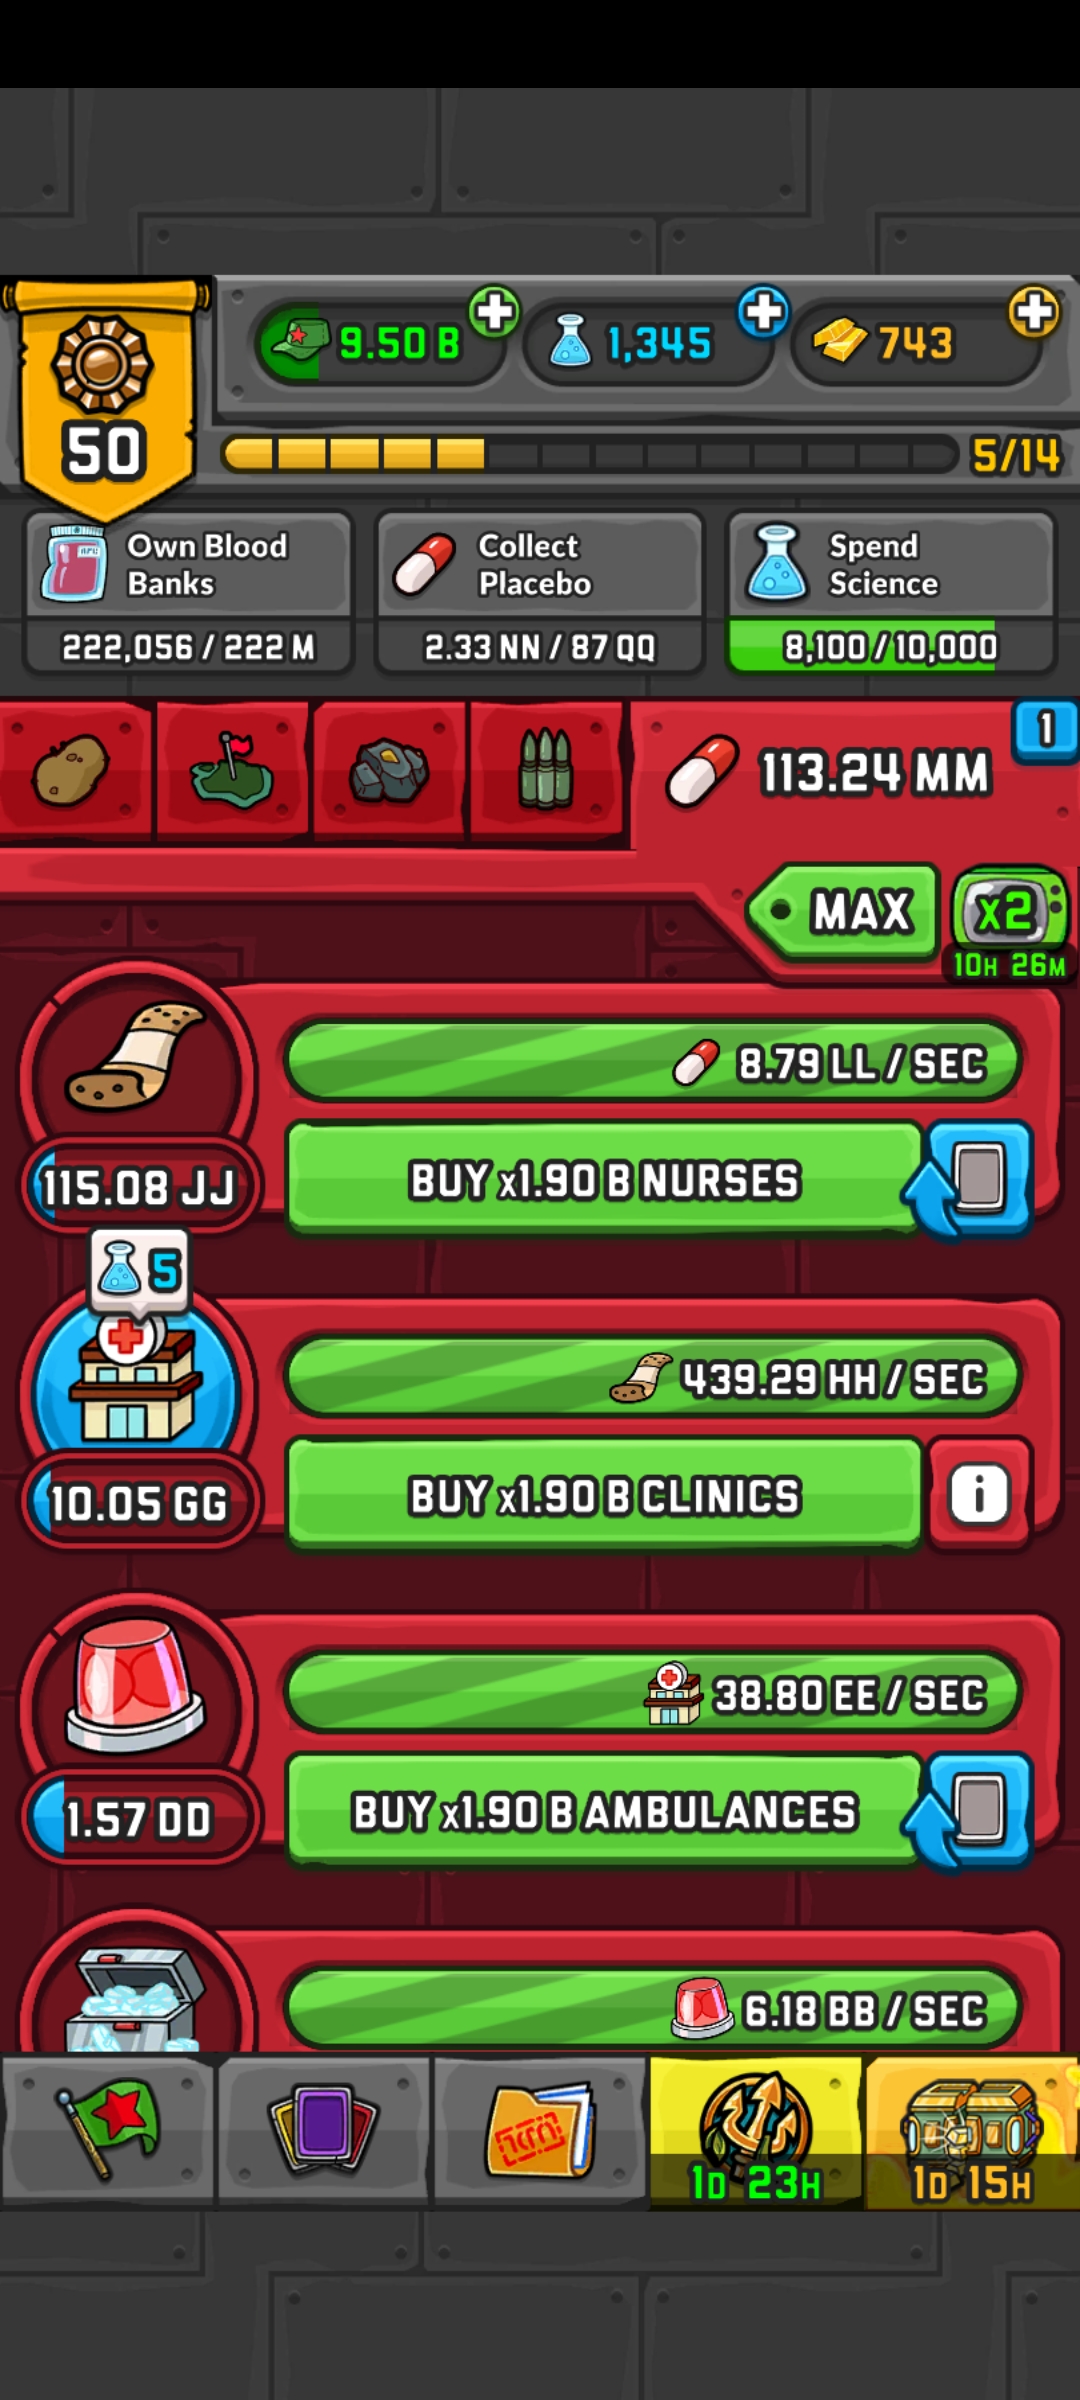 50
9.50 B
1,345
743
5/14
Own Blood
Banks
222,056 / 222 M
Collect
Placebo
2.33 NN / 87 QQ
Spend
Science
8,100 / 10,000
113.24 MM
1
MAX
x2
10H 26M
8.79 LL / SEC
115.08 JJ
BUY x1.90 B NURSES
5
439.29 HH / SEC
10.05 GG
BUY x1.90 B CLINICS
i
38.80 EE / SEC
1.57 DD
BUY x1.90 B AMBULANCES
6.18 BB / SEC
1D 23H
1D 15H